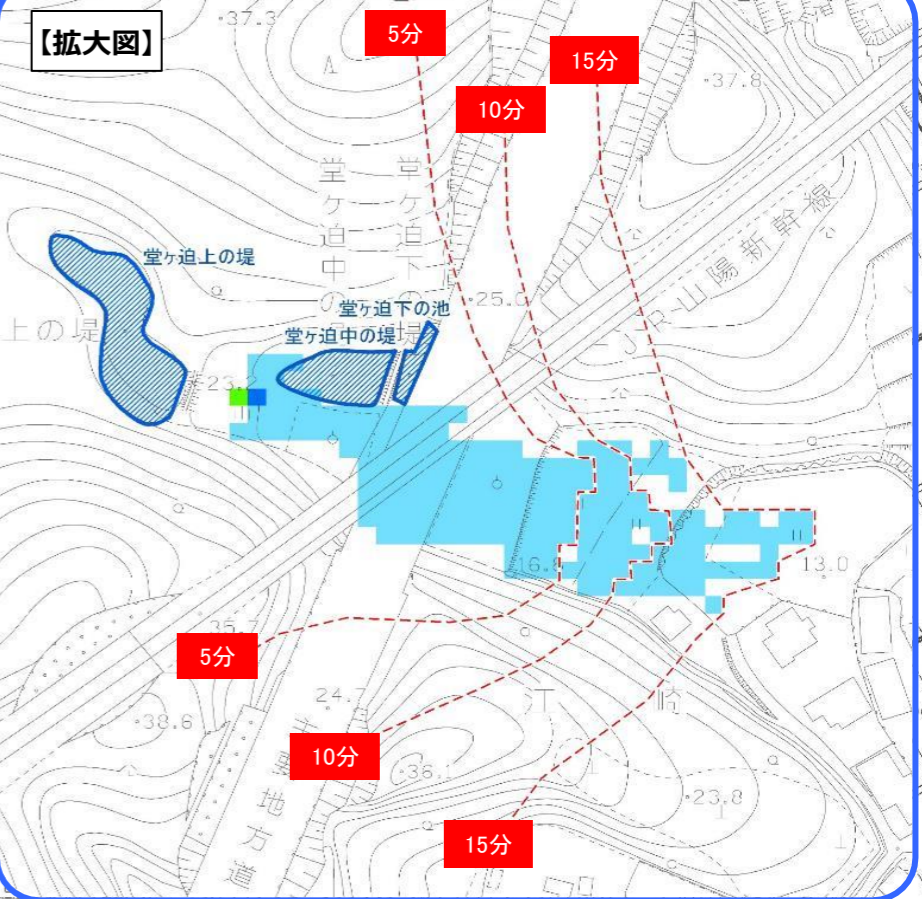 【拡大図】
5分
15分
10分
37.3
37.8
堂ヶ迫中の堤
堂ヶ迫下の堤
JR山陽新幹線
堂ヶ迫上の堤
25.0
堂ヶ迫下の池
上の堤
堂ヶ迫中の堤
23.2
16.8
13.0
35.7
5分
24.7
江崎
38.6
10分
36.
23.8
地方道
15分